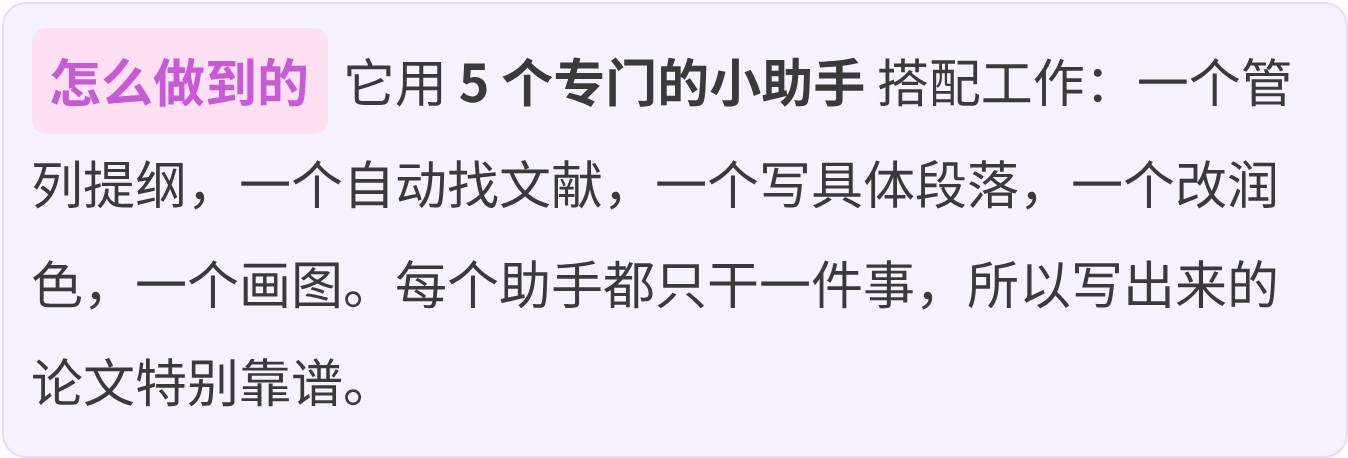 怎么做到的 它用 5 个专门的小助手 搭配工作：一个管
列提纲，一个自动找文献，一个写具体段落，一个改润
色，一个画图。每个助手都只干一件事，所以写出来的
论文特别靠谱。